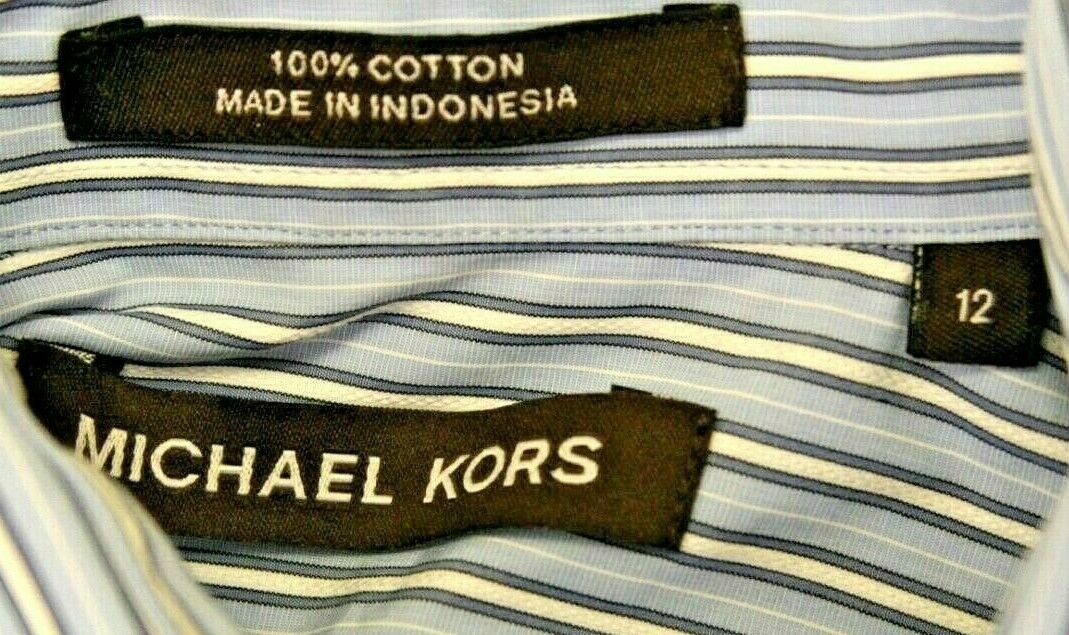 100% COTTON
MADE IN INDONESIA
12
MICHAEL KORS